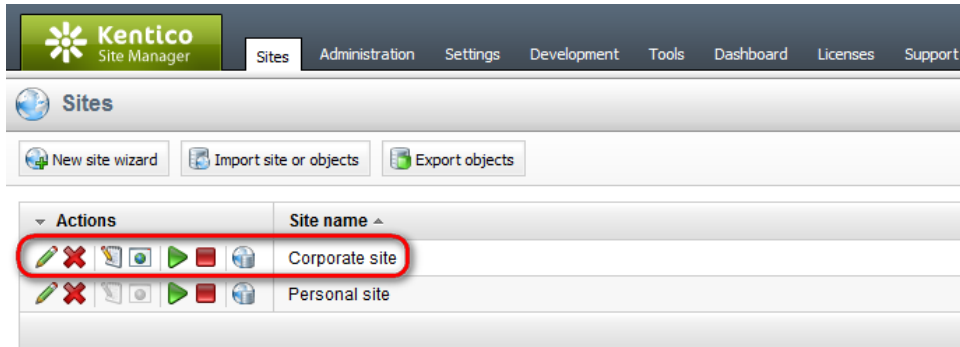 Kentico
Site Manager
Sites Administration Settings Development Tools Dashboard Licenses Support
Sites
New site wizard Import site or objects Export objects
Actions Site name
Corporate site
Personal site